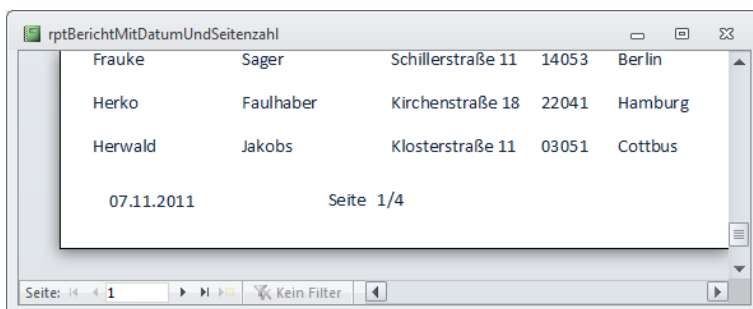 rptBerichtMitDatumUndSeitenzahl
Frauke Sager Schillerstraße 11 14053 Berlin
Herko Faulhaber Kirchenstraße 18 22041 Hamburg
Herwald Jakobs Klosterstraße 11 03051 Cottbus
07.11.2011 Seite 1/4
Seite: 1 Kein Filter